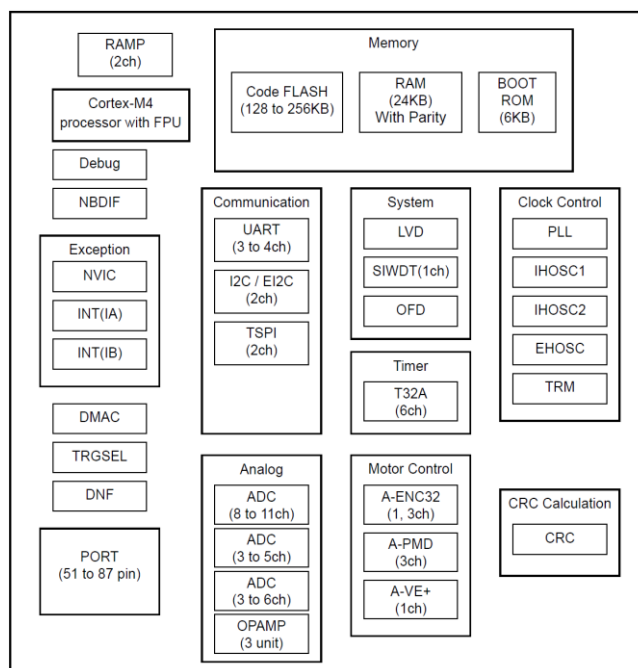 RAMP
(2ch)
Cortex-M4
processor with FPU
Debug
NBDIF
Exception
NVIC
INT(IA)
INT(IB)
DMAC
TRGSEL
DNF
PORT
(51 to 87 pin)
Memory
Code FLASH
(128 to 256KB)
RAM
(24KB)
With Parity
BOOT
ROM
(6KB)
Communication
UART
(3 to 4ch)
I2C / EI2C
(2ch)
TSPI
(2ch)
System
LVD
SIWDT(1ch)
OFD
Clock Control
PLL
IHOSC1
IHOSC2
EHOSC
TRM
Timer
T32A
(6ch)
Analog
ADC
(8 to 11ch)
ADC
(3 to 5ch)
ADC
(3 to 6ch)
OPAMP
(3 unit)
Motor Control
A-ENC32
(1, 3ch)
A-PMD
(3ch)
A-VE+
(1ch)
CRC Calculation
CRC